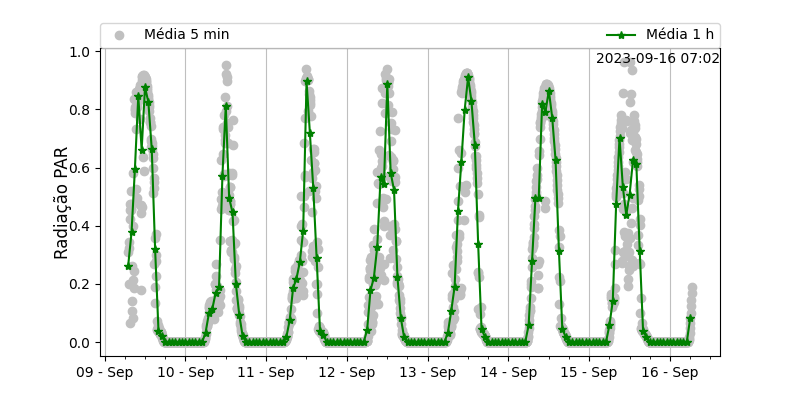 Média 5 min
Média 1 h
2023-09-16 07:02
1.0
0.8
0.6
0.4
0.2
0.0
Radiação PAR
09 - Sep
10 - Sep
11 - Sep
12 - Sep
13 - Sep
14 - Sep
15 - Sep
16 - Sep